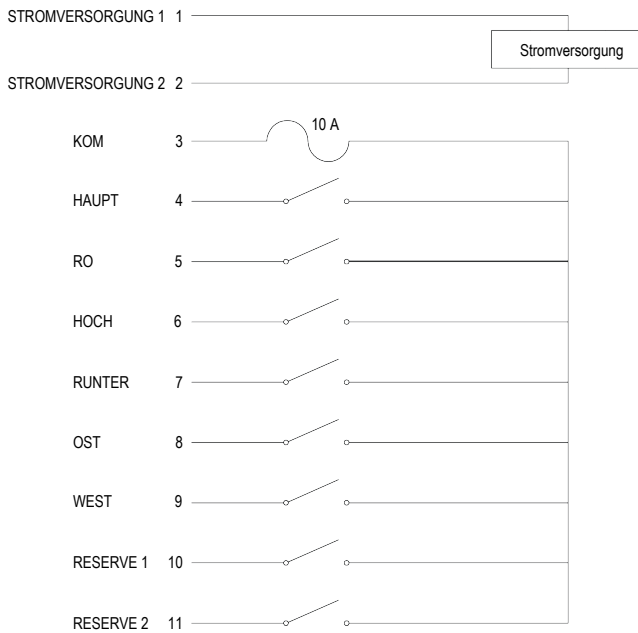 STROMVERSORGUNG 1 1
Stromversorgung
STROMVERSORGUNG 2 2
10 A
KOM 3
HAUPT 4
RO 5
HOCH 6
RUNTER 7
OST 8
WEST 9
RESERVE 1 10
RESERVE 2 11